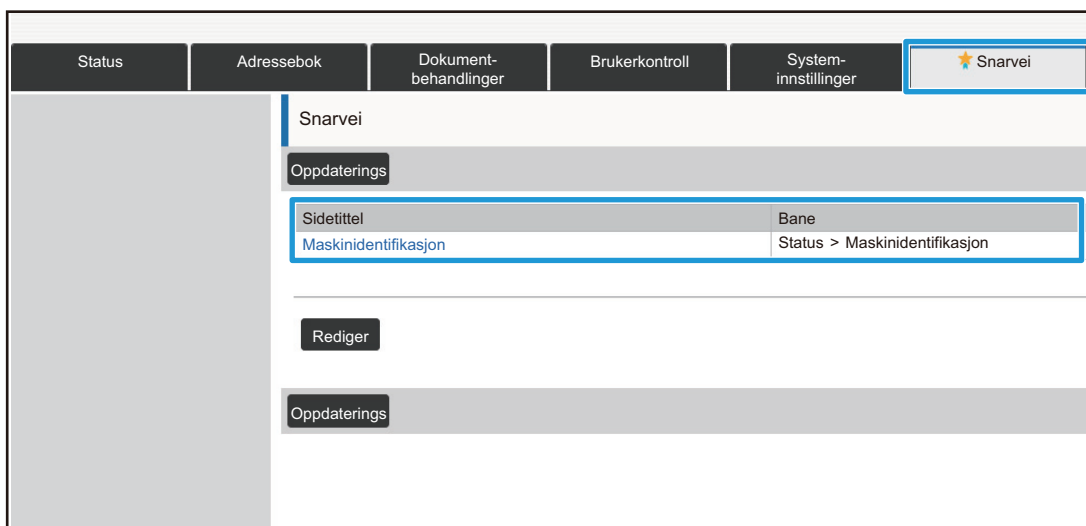 Status
Adressebok
Dokument-
behandlinger
Brukerkontroll
System-
innstillinger
Snarvei
Snarvei
Oppdaterings
Sidetittel
Bane
Maskinidentifikasjon
Status > Maskinidentifikasjon
Rediger
Oppdaterings